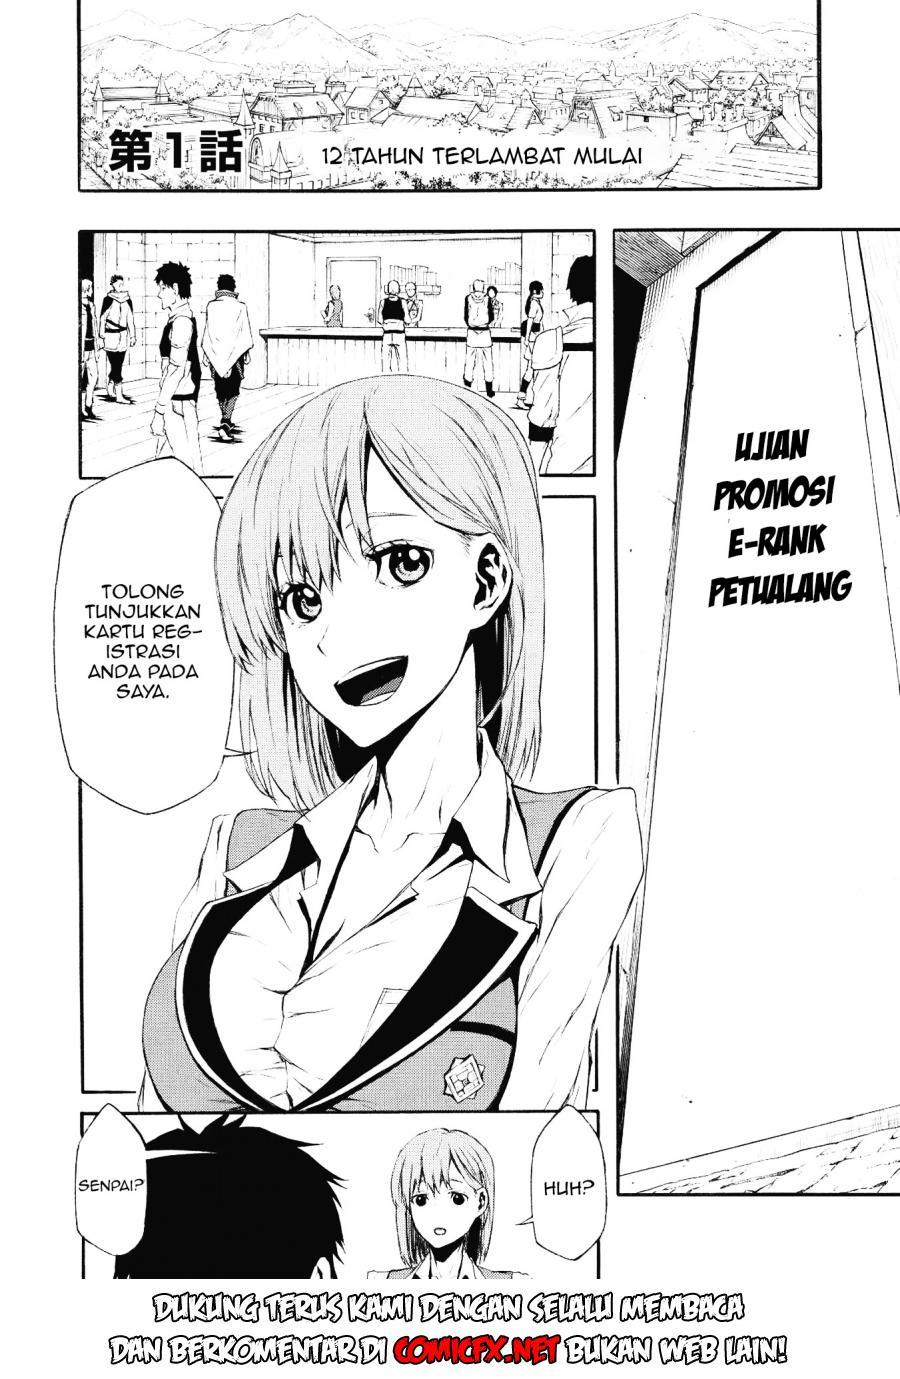 第1話
12 TAHUN TERLAMBAT MULAI
UJIAN
PROMOSI
E-RANK
PETUALANG
TOLONG
TUNJUKKAN
KARTU REG-
ISTRASI
ANDA PADA
SAYA.
HUH?
SENPAI?
DUKUNG TERUS KAMI DENGAN SELALU MEMBACA
DAN BERKOMENTAR DI COMICFX.NET BUKAN WEB LAIN!